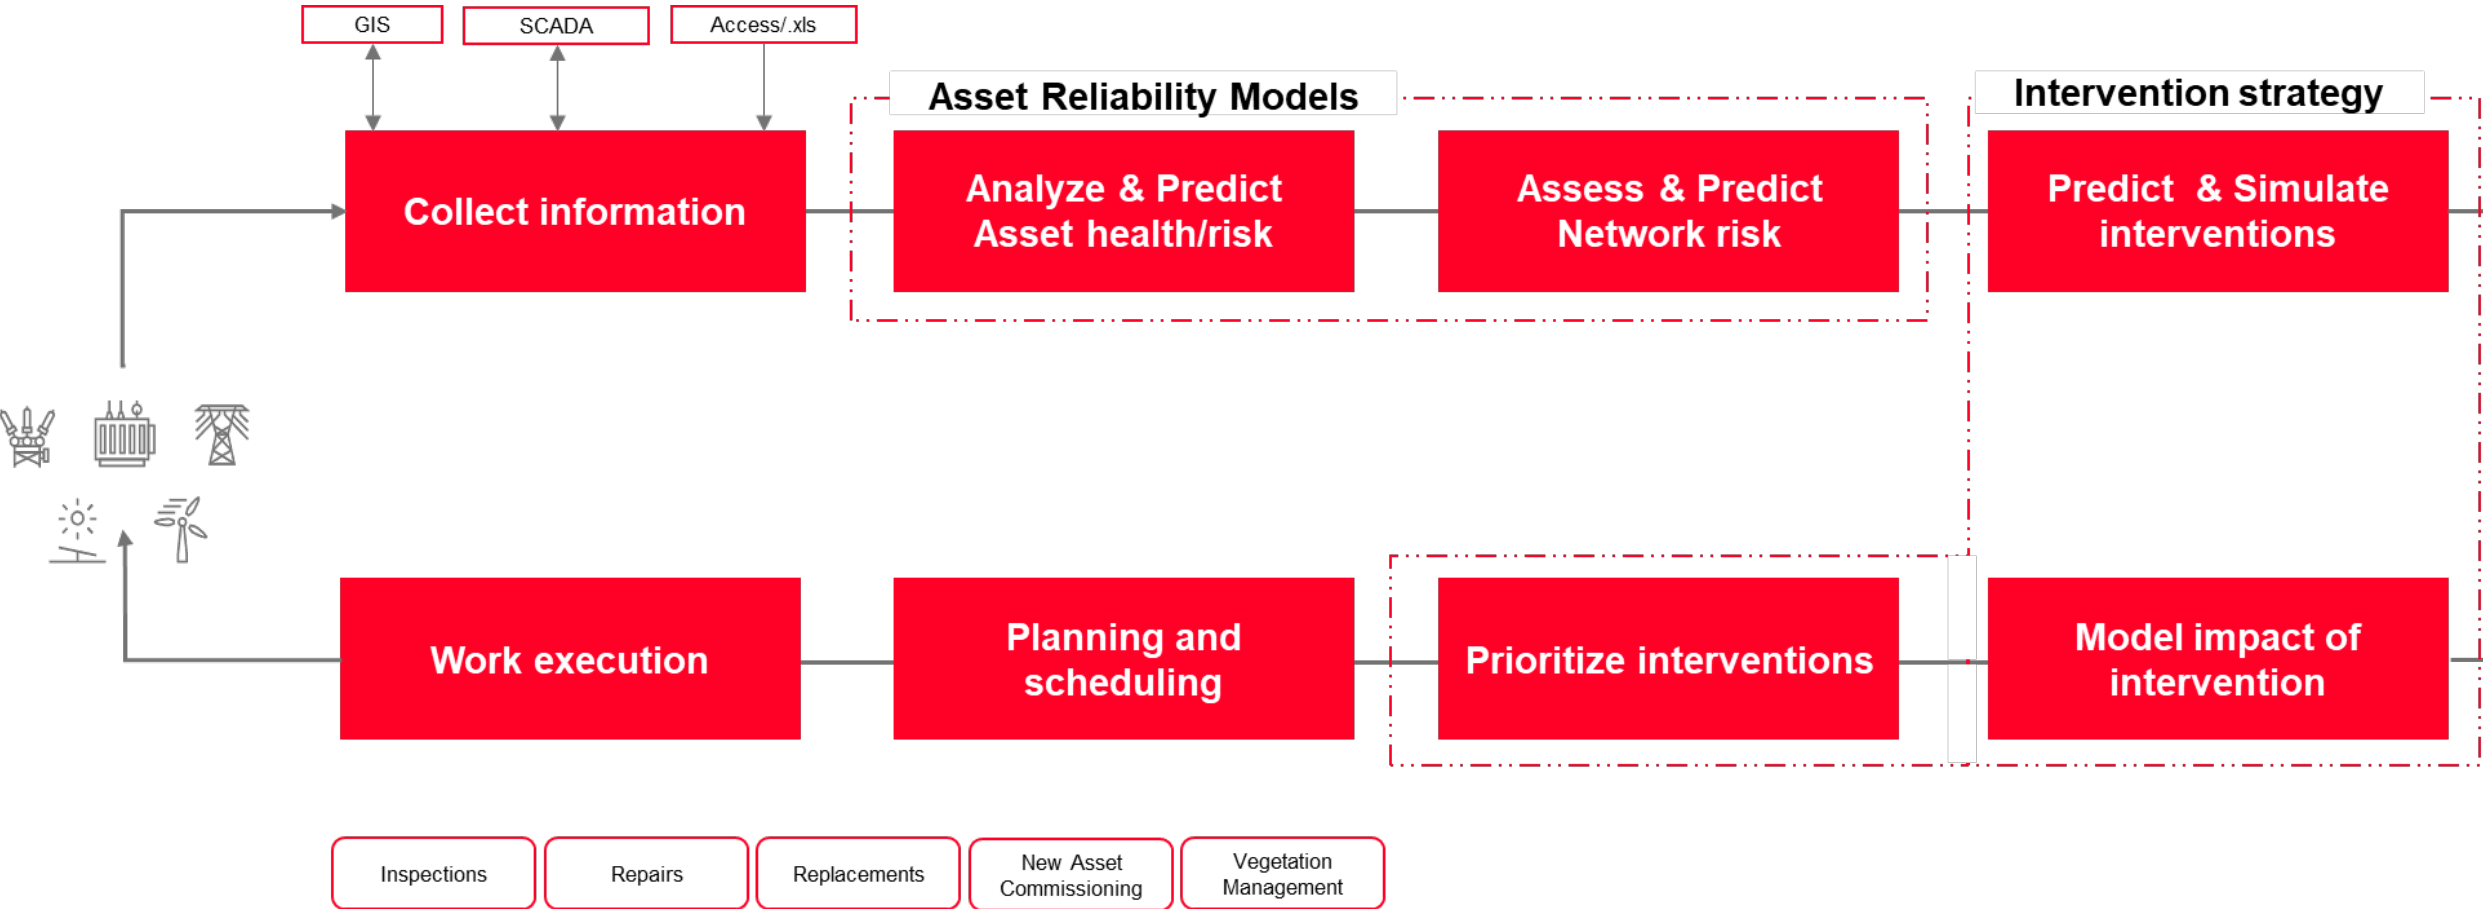 GIS
SCADA
Access/.xls
Asset Reliability Models
Intervention strategy
Collect information
Analyze & Predict
Asset health/risk
Assess & Predict
Network risk
Predict & Simulate
interventions
Work execution
Planning and
scheduling
Prioritize interventions
Model impact of
intervention
Inspections
Repairs
Replacements
New Asset
Commissioning
Vegetation
Management